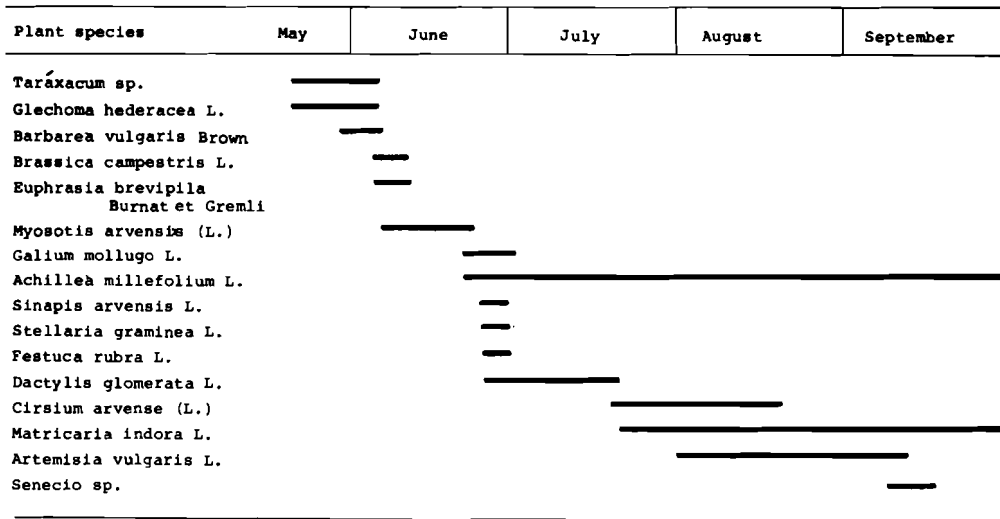 Plant species May June July August September
Taráxacum sp.
Glechoma hederacea L.
Barbarea vulgaris Brown
Brassica campestris L.
Euphrasia brevipila
Burnat et Gremli
Myosotis arvensis (L.)
Galium mollugo L.
Achillea millefolium L.
Sinapis arvensis L.
Stellaria graminea L.
Festuca rubra L.
Dactylis glomerata L.
Cirsium arvense (L.)
Matricaria indora L.
Artemisia vulgaris L.
Senecio sp.